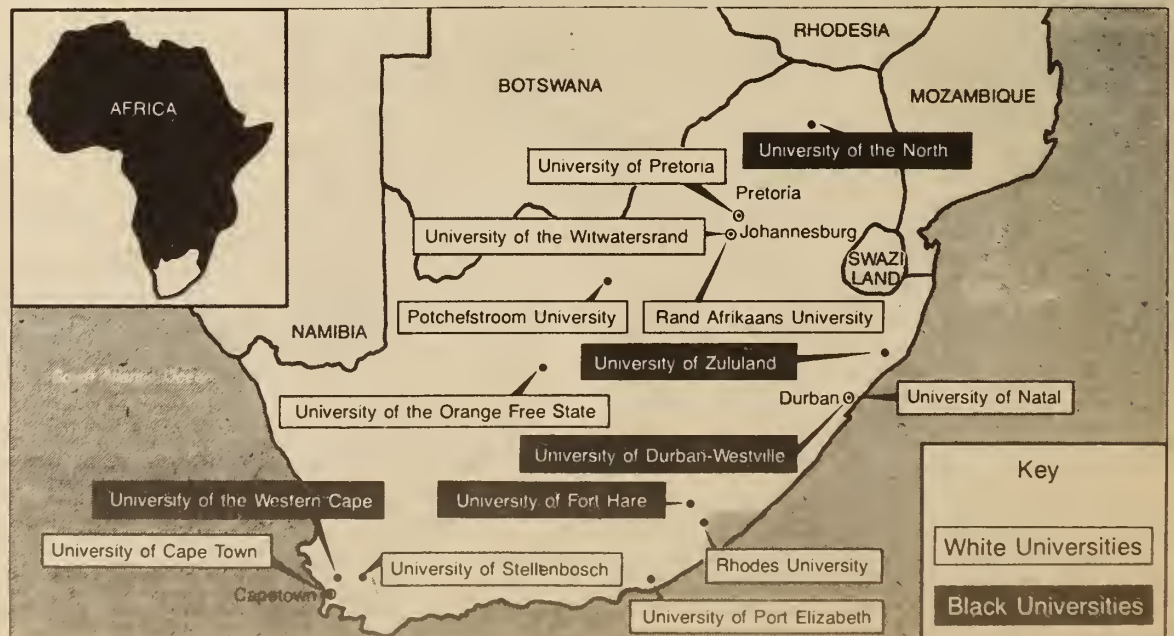 AFRICA
RHODESIA
BOTSWANA
MOZAMBIQUE
University of the North
University of Pretoria
Pretoria
University of the Witwatersrand
Johannesburg
SWAZI
LAND
Potchefstroom University
Rand Afrikaans University
NAMIBIA
University of Zululand
University of the Orange Free State
Durban
University of Natal
University of Durban-Westville
Key
University of the Western Cape
University of Fort Hare
White Universities
University of Cape Town
University of Stellenbosch
Rhodes University
Capetown
Black Universities
University of Port Elizabeth